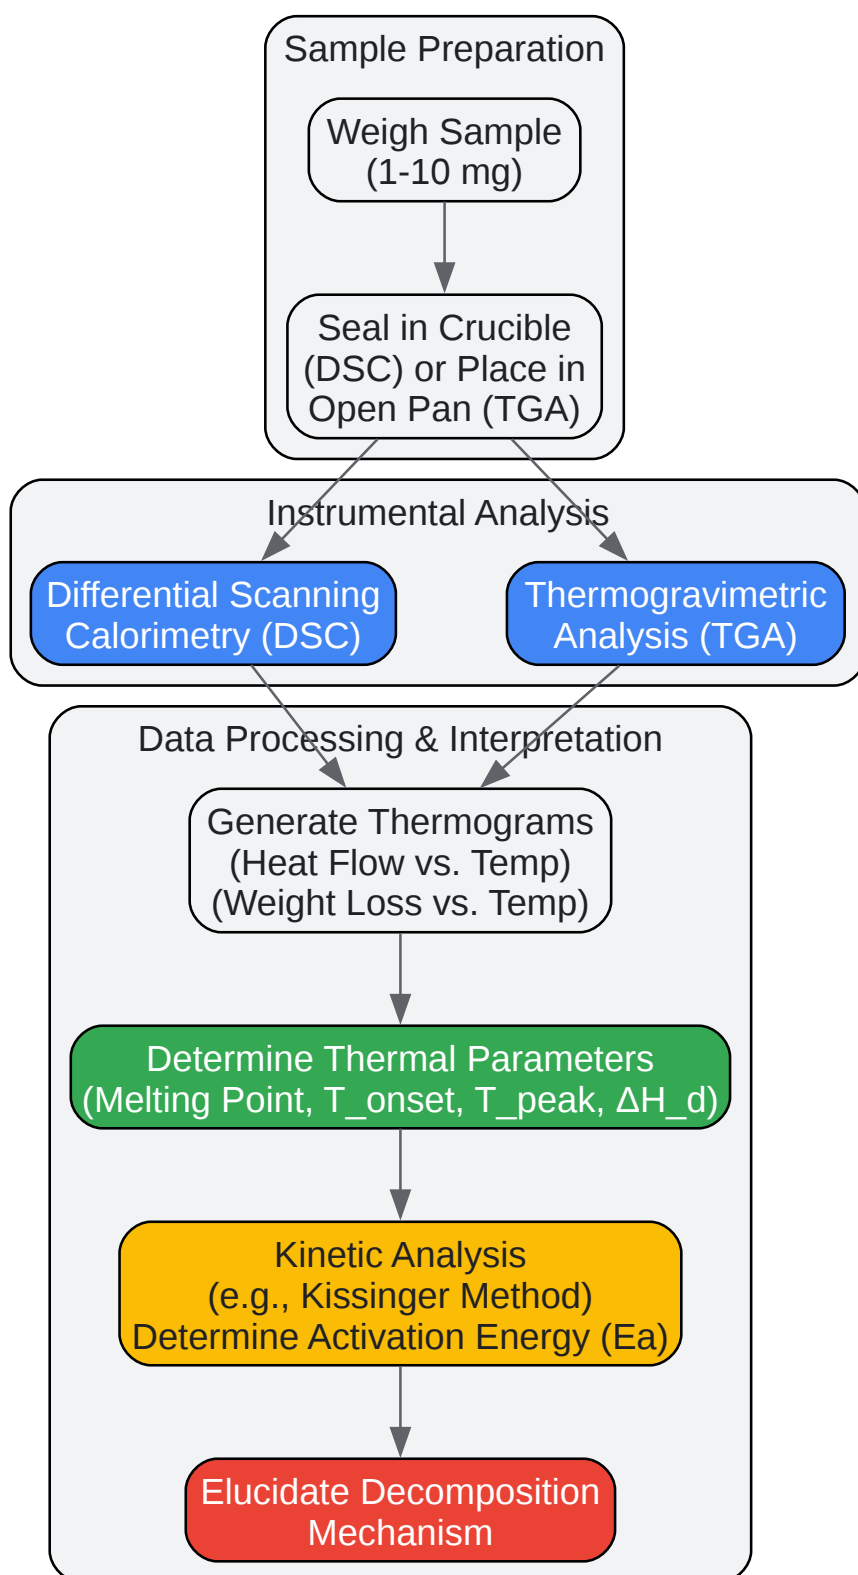 Sample Preparation
Weigh Sample
(1-10 mg)
Seal in Crucible
(DSC) or Place in
Open Pan (TGA)
Instrumental Analysis
Differential Scanning
Calorimetry (DSC)
Thermogravimetric
Analysis (TGA)
Data Processing & Interpretation
Generate Thermograms
(Heat Flow vs. Temp)
(Weight Loss vs. Temp)
Determine Thermal Parameters
(Melting Point, T_onset, T_peak, ΔH_d)
Kinetic Analysis
(e.g., Kissinger Method)
Determine Activation Energy (Ea)
Elucidate Decomposition
Mechanism